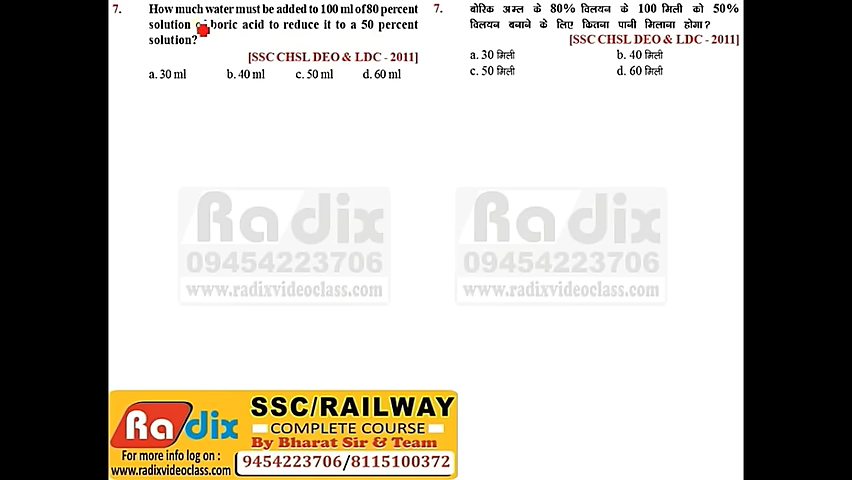 7. How much water must be added to 100 ml of 80 percent
solution of boric acid to reduce it to a 50 percent
solution?
[SSC CHSL DEO & LDC - 2011]
a. 30 ml b. 40 ml c. 50 ml d. 60 ml
7. बोरिक अम्ल के 80% विलयन के 100 मिली को 50%
विलयन बनाने के लिए कितना पानी मिलाना होगा ?
[SSC CHSL DEO & LDC - 2011]
a. 30 मिली b. 40 मिली
c. 50 मिली d. 60 मिली
Radix
09454223706
www.radixvideoclass.com
Radix
09454223706
www.radixvideoclass.com
Radix
For more info log on :
www.radixvideoclass.com
SSC/RAILWAY
COMPLETE COURSE
By Bharat Sir & Team
9454223706/8115100372